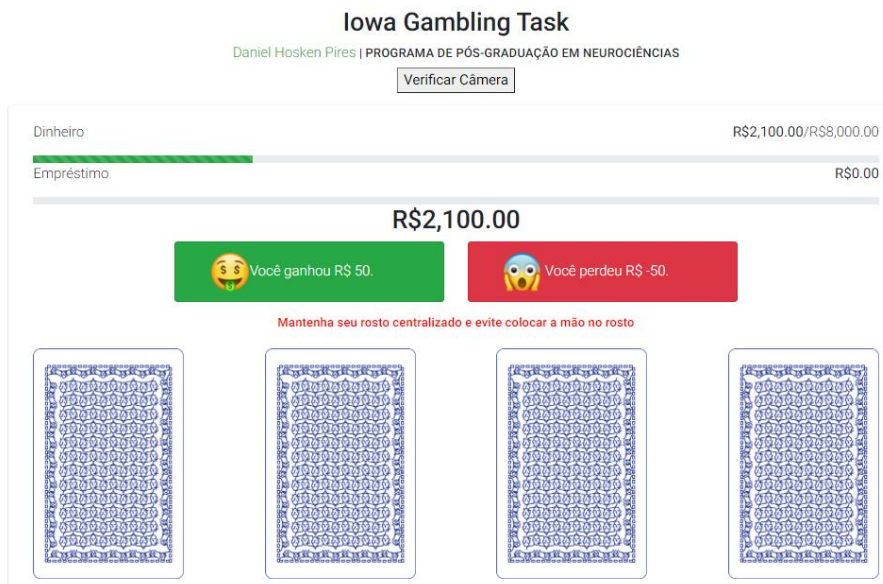 Iowa Gambling Task
Daniel Hosken Pires | PROGRAMA DE PÓS-GRADUAÇÃO EM NEUROCIÊNCIAS
Verificar Câmera
Dinheiro R$2,100.00/R$8,000.00
Empréstimo R$0.00
R$2,100.00
Você ganhou R$ 50. Você perdeu R$ -50.
Mantenha seu rosto centralizado e evite colocar a mão no rosto